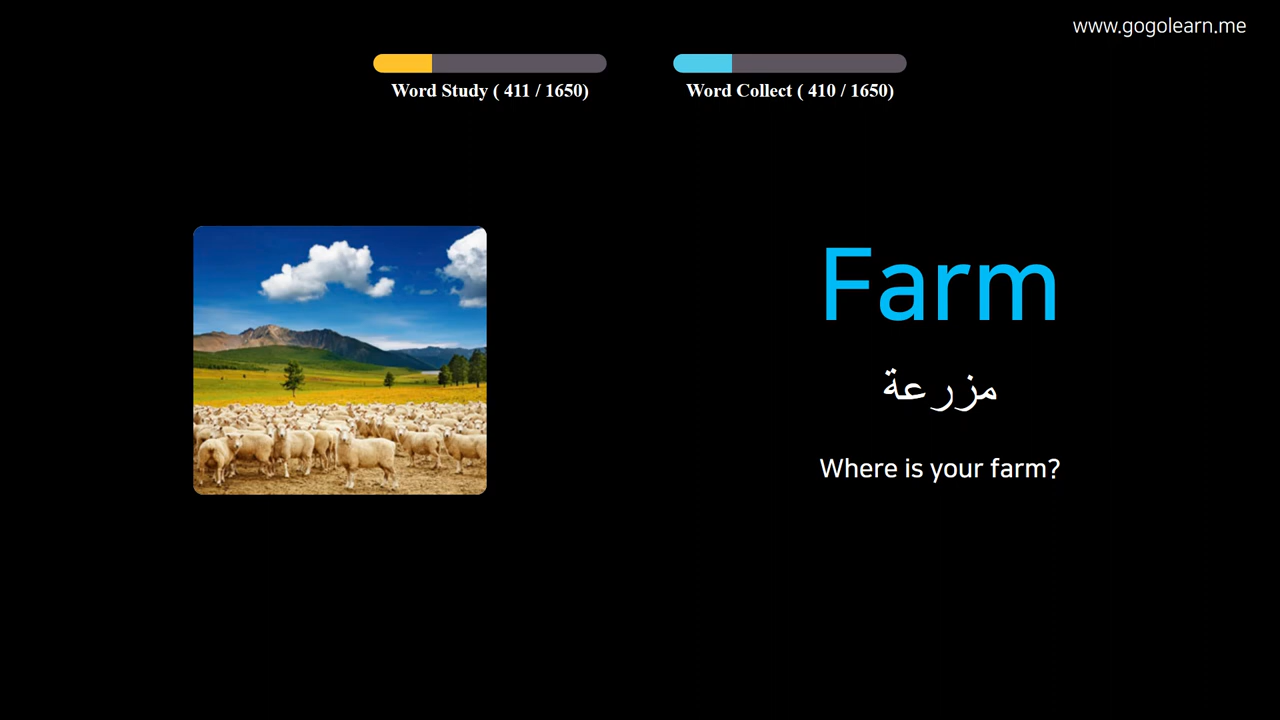 www.gogolearn.me
Word Study ( 411 / 1650)
Word Collect ( 410 / 1650)
Farm
مزرعة
Where is your farm?